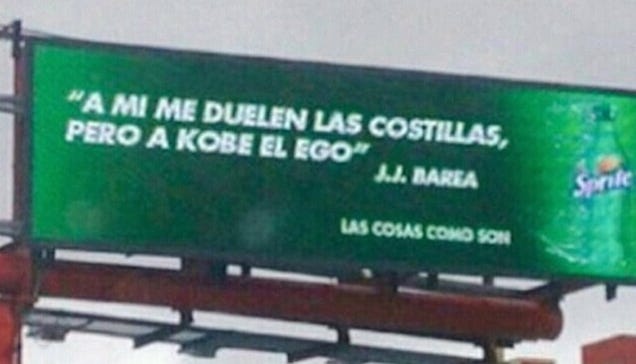 "A MI ME DUELEN LAS COSTILLAS,
PERO A KOBE EL EGO"
J.J. BAREA
Sprite
LAS COSAS COMO SON